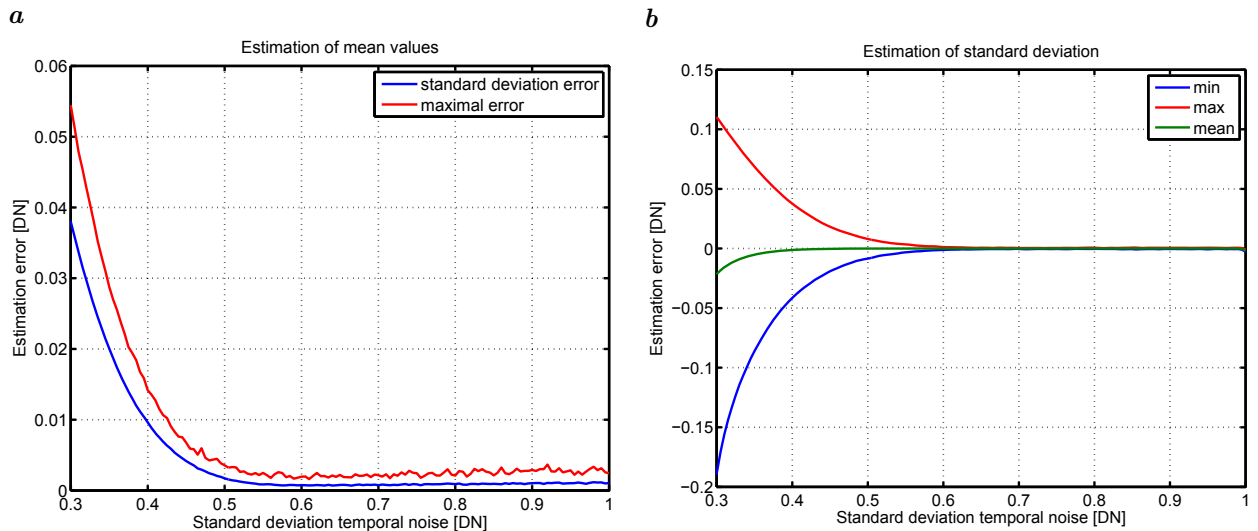 a
Estimation of mean values
0.06
0.05
0.04
0.03
0.02
0.01
0
0.3 0.4 0.5 0.6 0.7 0.8 0.9 1
Standard deviation temporal noise [DN]
Estimation error [DN]
standard deviation error
maximal error
b
Estimation of standard deviation
0.15
0.1
0.05
0
−0.05
−0.1
−0.15
−0.2
0.3 0.4 0.5 0.6 0.7 0.8 0.9 1
Standard deviation temporal noise [DN]
Estimation error [DN]
min
max
mean